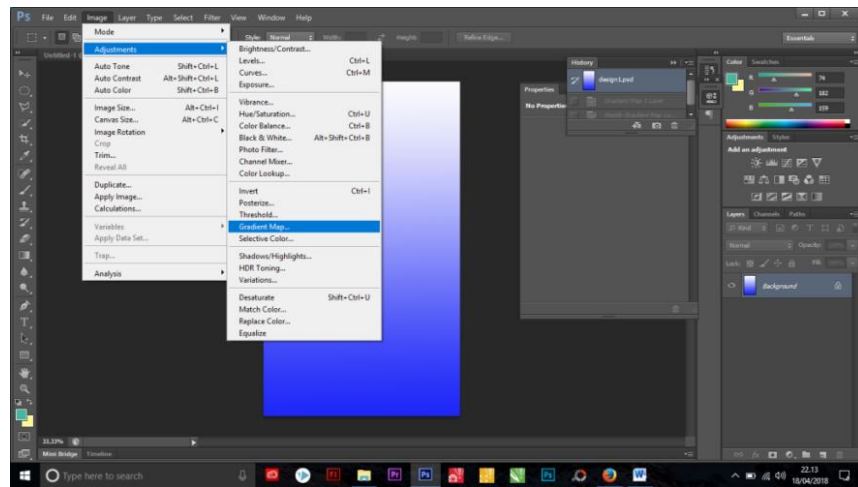 Ps File Edit Image Layer Type Select Filter View Window Help
Style: Normal Width: Height: Refine Edge... Essentials
Mode
Adjustments
Auto Tone Shift+Ctrl+L
Auto Contrast Alt+Shift+Ctrl+L
Auto Color Shift+Ctrl+B
Image Size... Alt+Ctrl+I
Canvas Size... Alt+Ctrl+C
Image Rotation
Crop
Trim...
Reveal All
Duplicate...
Apply Image...
Calculations...
Variables
Apply Data Set...
Trap...
Analysis
Brightness/Contrast...
Levels... Ctrl+L
Curves... Ctrl+M
Exposure...
Vibrance...
Hue/Saturation... Ctrl+U
Color Balance... Ctrl+B
Black & White... Alt+Shift+Ctrl+B
Photo Filter...
Channel Mixer...
Color Lookup...
Invert Ctrl+I
Posterize...
Threshold...
Gradient Map...
Selective Color...
Shadows/Highlights...
HDR Toning...
Variations...
Desaturate Shift+Ctrl+U
Match Color...
Replace Color...
Equalize
Properties
No Properties
History
design I.psd
Gradient Map 1 Layer
Color Swatches
R 74
G 182
B 159
Adjustments Styles
Add an adjustment
Layers Channels Paths
Kind
Normal Opacity:
Lock: Fill:
Background
33,33%
Mini Bridge Timeline
Type here to search
22.13
18/04/2018